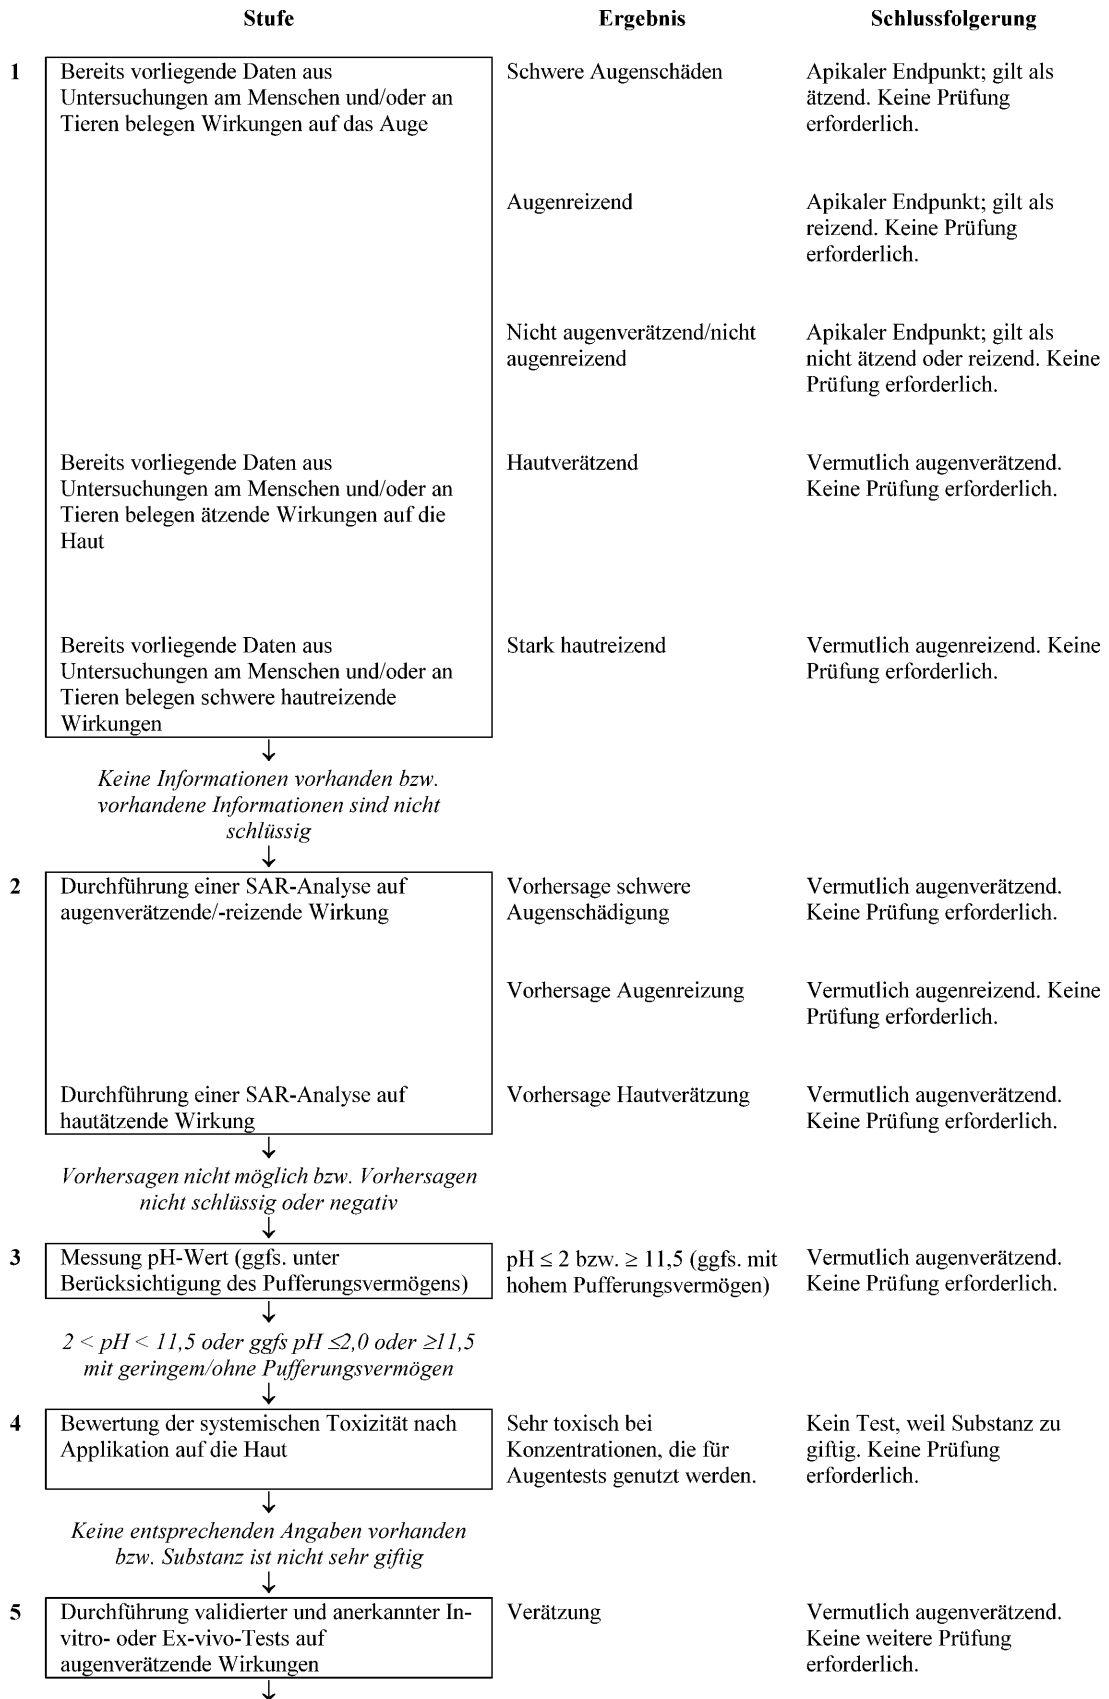 Stufe Ergebnis Schlussfolgerung
1 Bereits vorliegende Daten aus Schwere Augenschäden Apikaler Endpunkt; gilt als
Untersuchungen am Menschen und/oder an ätzend. Keine Prüfung
Tieren belegen Wirkungen auf das Auge erforderlich.
Augenreizend Apikaler Endpunkt; gilt als
reizend. Keine Prüfung
erforderlich.
Nicht augenverätzend/nicht Apikaler Endpunkt; gilt als
augenreizend nicht ätzend oder reizend. Keine
Prüfung erforderlich.
Bereits vorliegende Daten aus Hautverätzend Vermutlich augenverätzend.
Untersuchungen am Menschen und/oder an Keine Prüfung erforderlich.
Tieren belegen ätzende Wirkungen auf die
Haut
Bereits vorliegende Daten aus Stark hautreizend Vermutlich augenreizend. Keine
Untersuchungen am Menschen und/oder an Prüfung erforderlich.
Tieren belegen schwere hautreizende
Wirkungen
↓
Keine Informationen vorhanden bzw.
vorhandene Informationen sind nicht
schlüssig
↓
2 Durchführung einer SAR-Analyse auf Vorhersage schwere Vermutlich augenverätzend.
augenverätzende/-reizende Wirkung Augenschädigung Keine Prüfung erforderlich.
Vorhersage Augenreizung Vermutlich augenreizend. Keine
Prüfung erforderlich.
Durchführung einer SAR-Analyse auf Vorhersage Hautverätzung Vermutlich augenverätzend.
hautätzende Wirkung Keine Prüfung erforderlich.
↓
Vorhersagen nicht möglich bzw. Vorhersagen
nicht schlüssig oder negativ
↓
3 Messung pH-Wert (ggfs. unter pH ≤ 2 bzw. ≥ 11,5 (ggfs. mit Vermutlich augenverätzend.
Berücksichtigung des Pufferungsvermögens) hohem Pufferungsvermögen) Keine Prüfung erforderlich.
↓
2 < pH < 11,5 oder ggfs pH ≤2,0 oder ≥11,5
mit geringem/ohne Pufferungsvermögen
↓
4 Bewertung der systemischen Toxizität nach Sehr toxisch bei Kein Test, weil Substanz zu
Applikation auf die Haut Konzentrationen, die für giftig. Keine Prüfung
Augentests genutzt werden. erforderlich.
↓
Keine entsprechenden Angaben vorhanden
bzw. Substanz ist nicht sehr giftig
↓
5 Durchführung validierter und anerkannter In- Verätzung Vermutlich augenverätzend.
vitro- oder Ex-vivo-Tests auf Keine weitere Prüfung
augenverätzende Wirkungen erforderlich.
↓